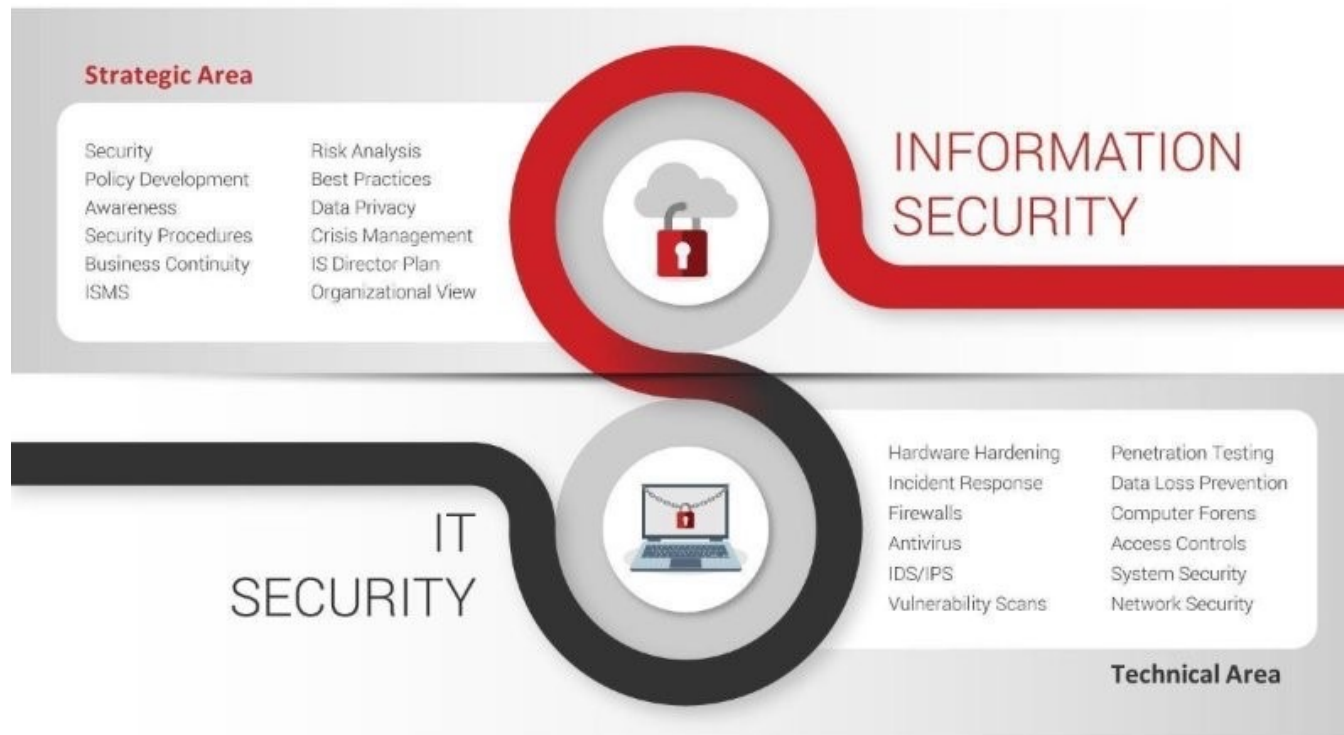 Strategic Area
Security
Policy Development
Awareness
Security Procedures
Business Continuity
ISMS
Risk Analysis
Best Practices
Data Privacy
Crisis Management
IS Director Plan
Organizational View
INFORMATION
SECURITY
IT
SECURITY
Hardware Hardening
Incident Response
Firewalls
Antivirus
IDS/IPS
Vulnerability Scans
Penetration Testing
Data Loss Prevention
Computer Forens
Access Controls
System Security
Network Security
Technical Area